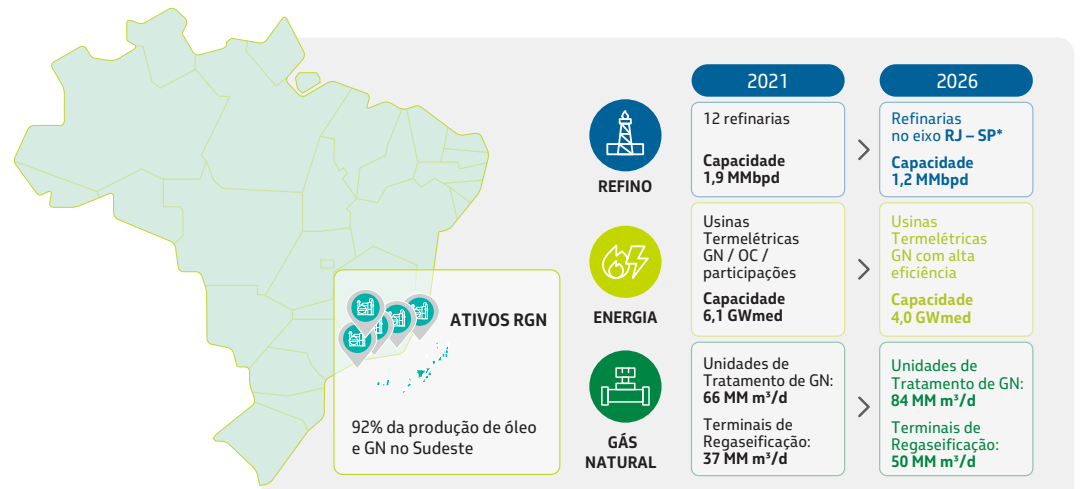 2021
2026
REFINO
12 refinarias
Capacidade
1,9 MMbpd
Refinarias
no eixo RJ – SP*
Capacidade
1,2 MMbpd
ENERGIA
Usinas
Termelétricas
GN / OC /
participações
Capacidade
6,1 GWmed
Usinas
Termelétricas
GN com alta
eficiência
Capacidade
4,0 GWmed
GÁS
NATURAL
Unidades de
Tratamento de GN:
66 MM m³/d
Terminais de
Regaseificação:
37 MM m³/d
Unidades de
Tratamento de GN:
84 MM m³/d
Terminais de
Regaseificação:
50 MM m³/d
ATIVOS RGN
92% da produção de óleo
e GN no Sudeste